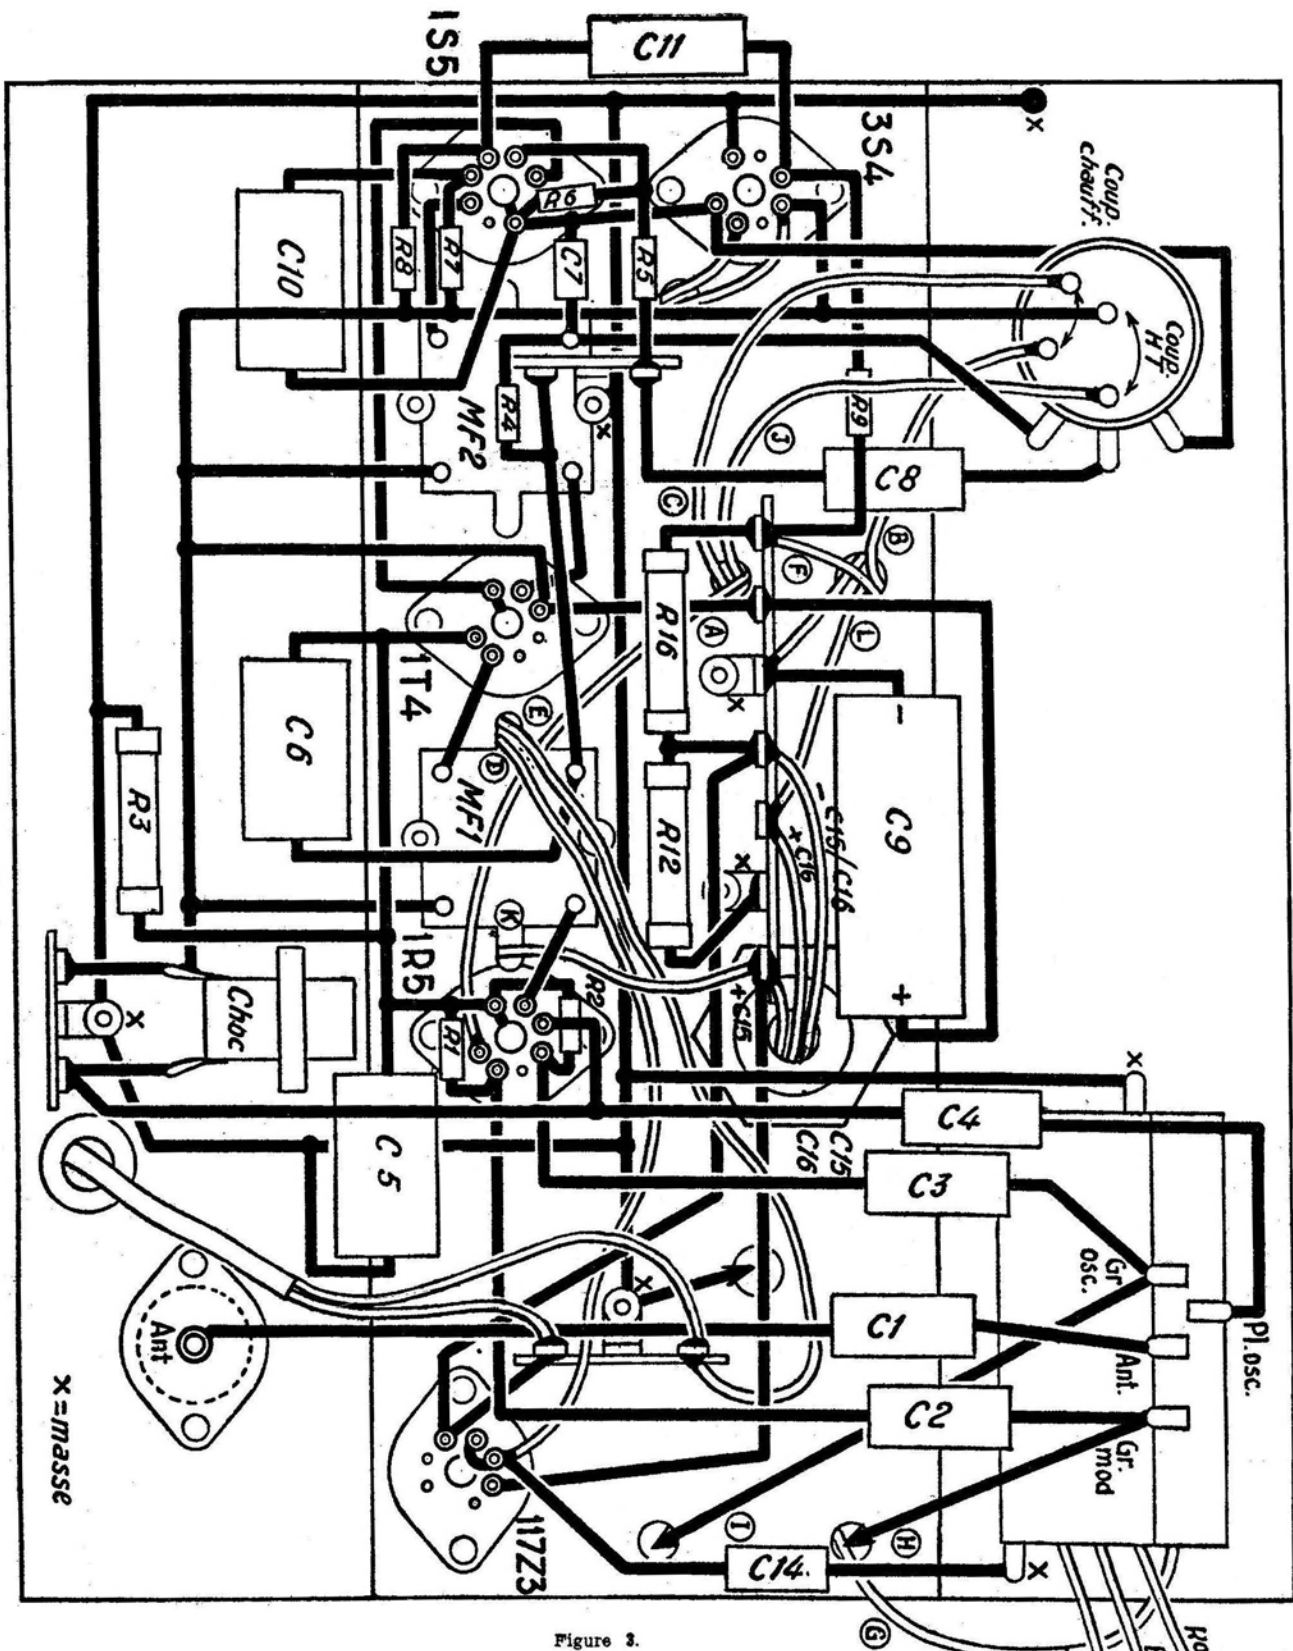 1S5
C11
3S4
x
Coup.
chauff.
C10
R8
R7
R6
C7
R5
Coup.
HT
R4
MF2
x
R9
J
C8
C
B
F
R16
A
L
x
1T4
E
D
C6
MF1
R3
R12
−
C9
+
- C15/C16
+ C16
x
K
1R5
R2
R1
+ C15
Choc
x
x
C4
C15
C16
C3
C5
Gr
osc.
x
Pl.osc.
Ant
C1
Ant.
C2
Gr.
mod
x=masse
117Z3
I
H
C14.
x
G
Figure 3.